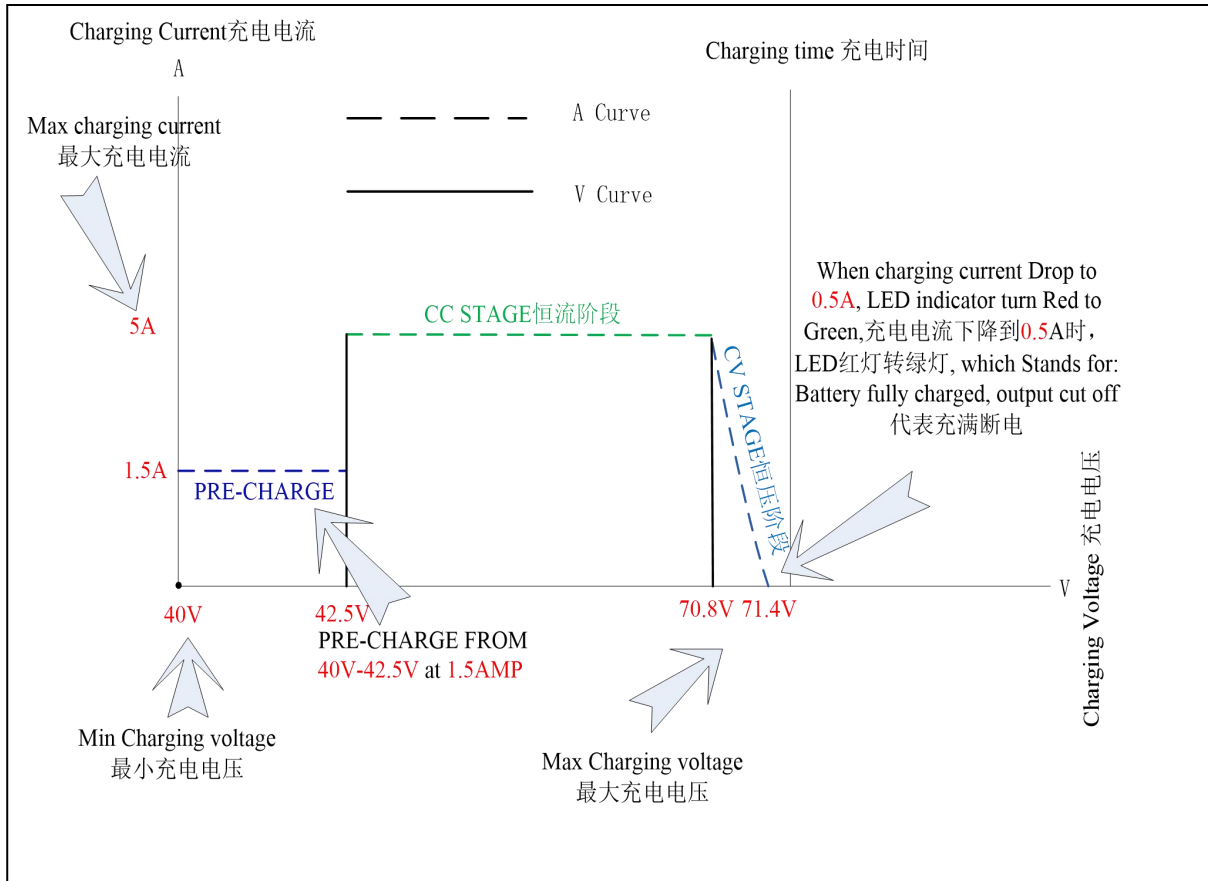 Charging Current充电电流
A
Charging time 充电时间
Max charging current
最大充电电流
A Curve
V Curve
When charging current Drop to
0.5A, LED indicator turn Red to
Green,充电电流下降到0.5A时，
LED红灯转绿灯, which Stands for:
Battery fully charged, output cut off
代表充满断电
5A
CC STAGE恒流阶段
CV STAGE恒压阶段
1.5A
PRE-CHARGE
V
Charging Voltage 充电电压
40V
42.5V
70.8V
71.4V
PRE-CHARGE FROM
40V-42.5V at 1.5AMP
Min Charging voltage
最小充电电压
Max Charging voltage
最大充电电压